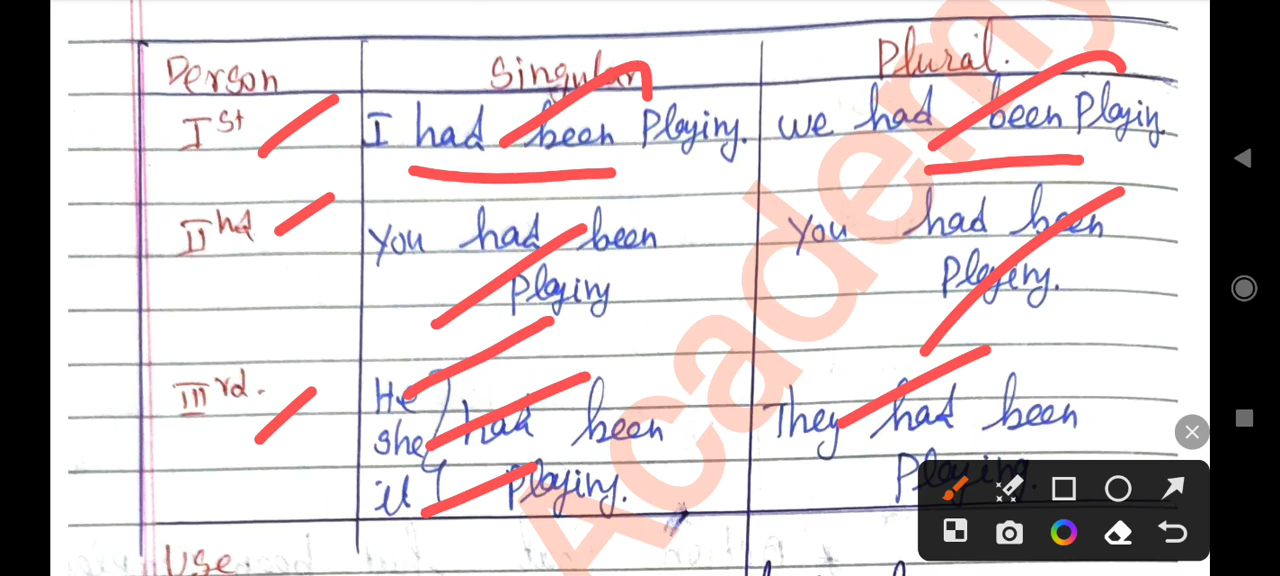 Person Singular Plural.
Ist I had been Playing. we had been Playing
IInd You had been You had been
Playing Playing.
IIIrd. He They had been
she had been Playing.
it Playing.
Use
Academy